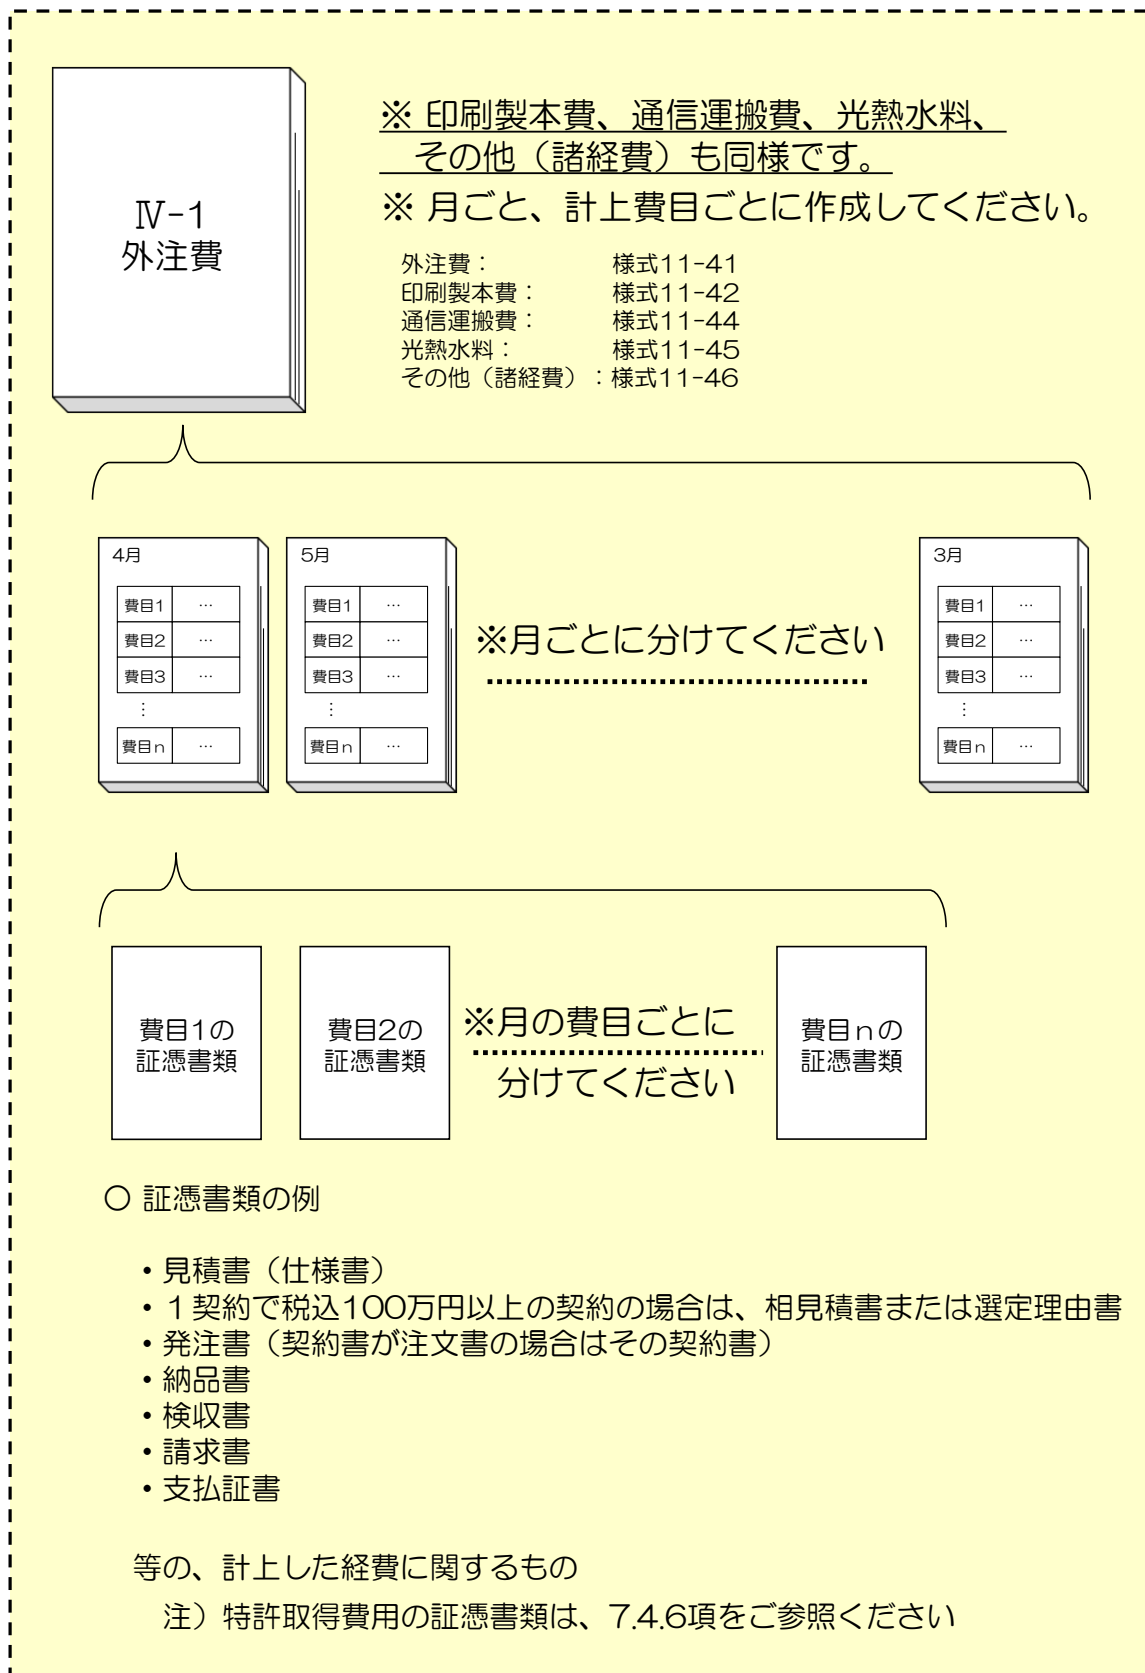 Ⅳ-1
外注費
※ 印刷製本費、通信運搬費、光熱水料、
その他（諸経費）も同様です。
※ 月ごと、計上費目ごとに作成してください。
外注費： 様式11-41
印刷製本費： 様式11-42
通信運搬費： 様式11-44
光熱水料： 様式11-45
その他（諸経費）：様式11-46
4月
費目1 …
費目2 …
費目3 …
⋮
費目ｎ …
5月
費目1 …
費目2 …
費目3 …
⋮
費目ｎ …
※月ごとに分けてください
3月
費目1 …
費目2 …
費目3 …
⋮
費目ｎ …
費目1の
証憑書類
費目2の
証憑書類
※月の費目ごとに
分けてください
費目ｎの
証憑書類
〇 証憑書類の例
・見積書（仕様書）
・１契約で税込100万円以上の契約の場合は、相見積書または選定理由書
・発注書（契約書が注文書の場合はその契約書）
・納品書
・検収書
・請求書
・支払証書
等の、計上した経費に関するもの
注）特許取得費用の証憑書類は、7.4.6項をご参照ください